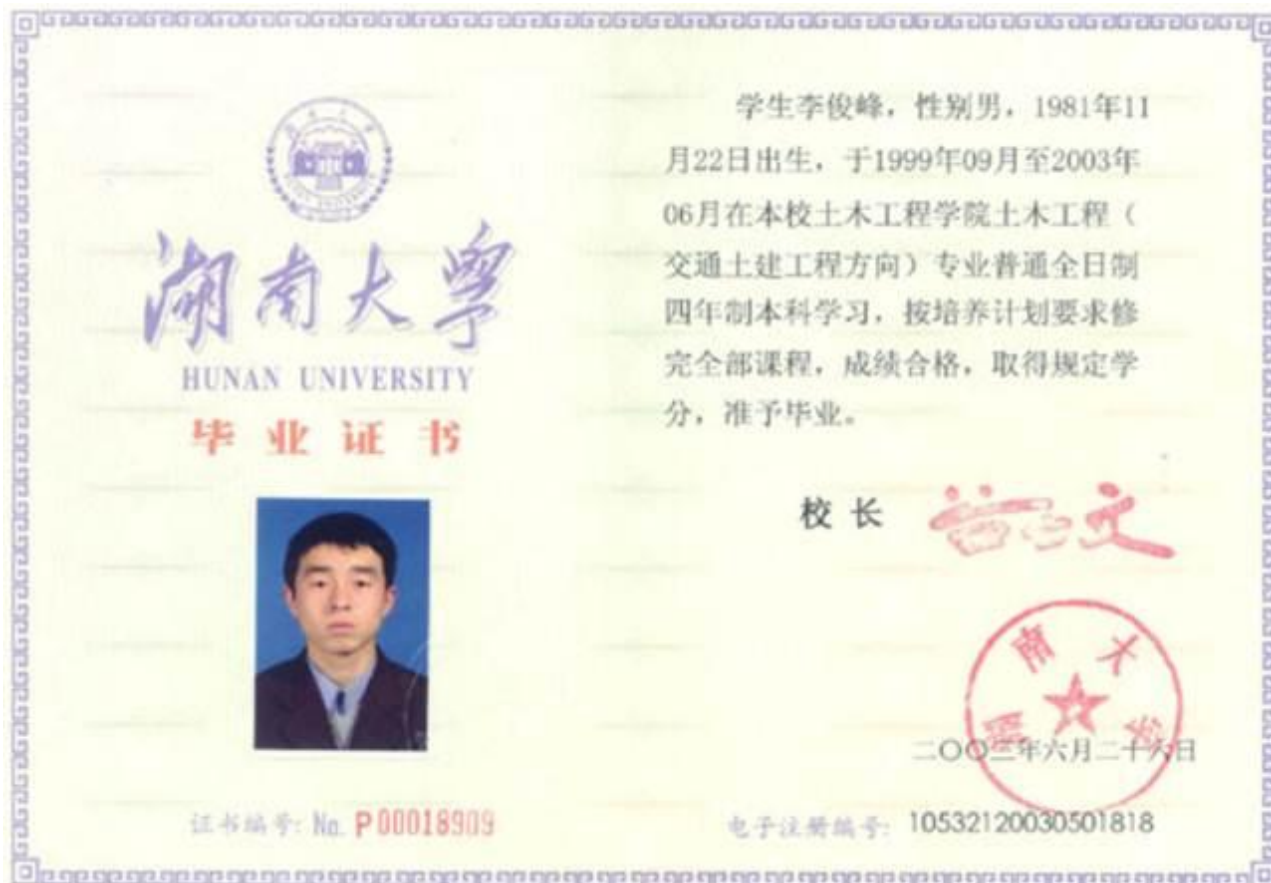 湖南大学
HUNAN UNIVERSITY
毕业证书
证书编号: No. P00018909
学生李俊峰，性别男，1981年11
月22日出生，于1999年09月至2003年
06月在本校土木工程学院土木工程（
交通土建工程方向）专业普通全日制
四年制本科学习，按培养计划要求修
完全部课程，成绩合格，取得规定学
分，准予毕业。
校 长
湖南大学
二〇〇三年六月二十六日
电子注册编号: 10532120030501818